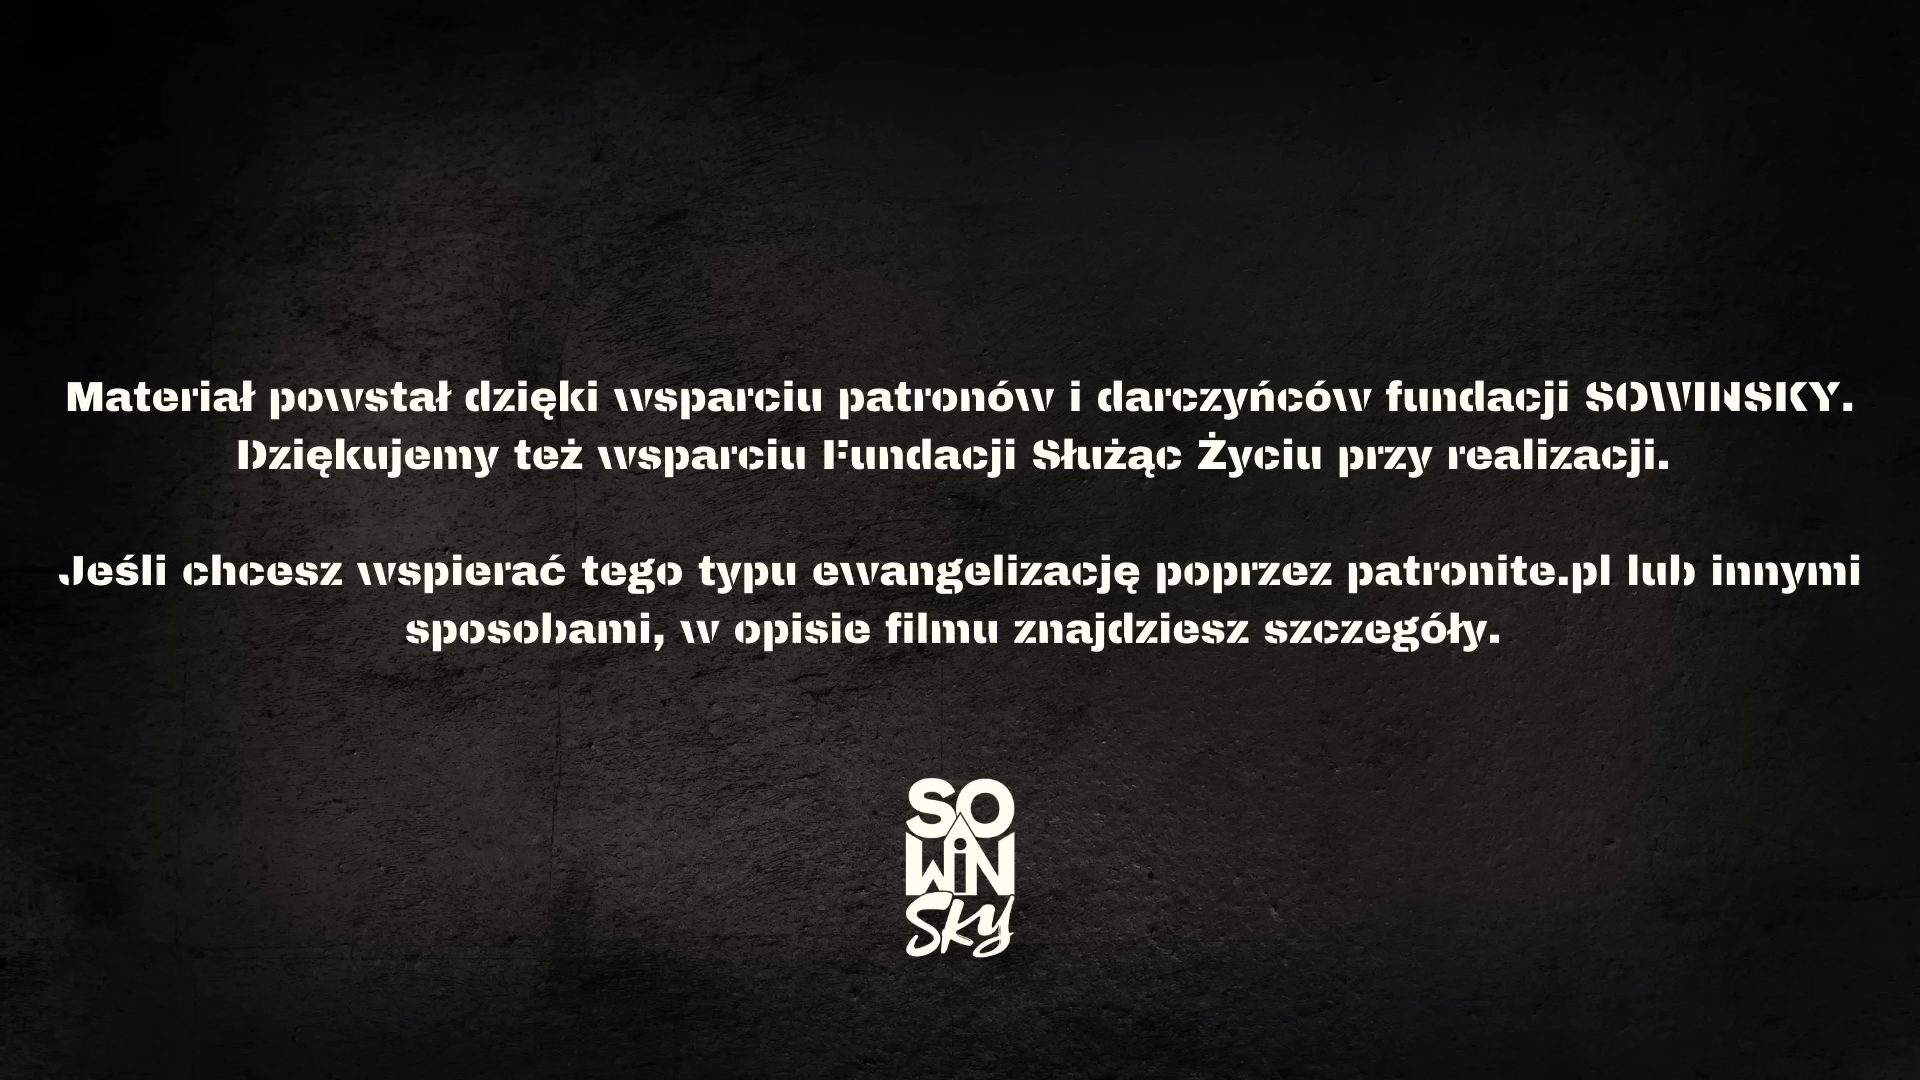 Materiał powstał dzięki wsparciu patronów i darczyńców fundacji SOWINSKY.
Dziękujemy też wsparciu Fundacji Służąc Życiu przy realizacji.
Jeśli chcesz wspierać tego typu ewangelizację poprzez patronite.pl lub innymi
sposobami, w opisie filmu znajdziesz szczegóły.
SO
WiN
Sky